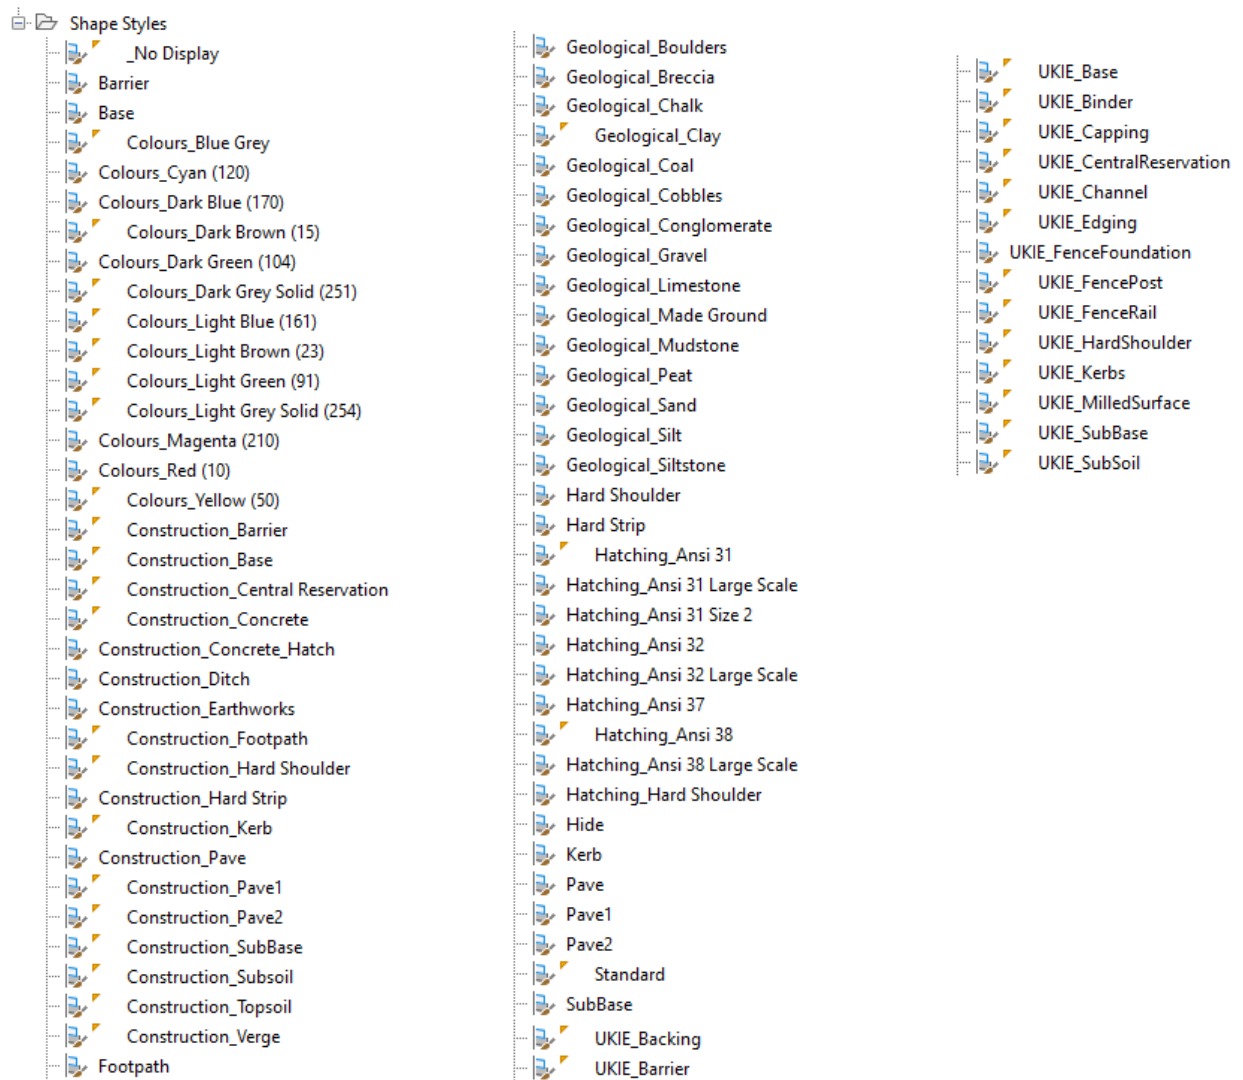 Shape Styles
_No Display
Barrier
Base
Colours_Blue Grey
Colours_Cyan (120)
Colours_Dark Blue (170)
Colours_Dark Brown (15)
Colours_Dark Green (104)
Colours_Dark Grey Solid (251)
Colours_Light Blue (161)
Colours_Light Brown (23)
Colours_Light Green (91)
Colours_Light Grey Solid (254)
Colours_Magenta (210)
Colours_Red (10)
Colours_Yellow (50)
Construction_Barrier
Construction_Base
Construction_Central Reservation
Construction_Concrete
Construction_Concrete_Hatch
Construction_Ditch
Construction_Earthworks
Construction_Footpath
Construction_Hard Shoulder
Construction_Hard Strip
Construction_Kerb
Construction_Pave
Construction_Pave1
Construction_Pave2
Construction_SubBase
Construction_Subsoil
Construction_Topsoil
Construction_Verge
Footpath
Geological_Boulders
Geological_Breccia
Geological_Chalk
Geological_Clay
Geological_Coal
Geological_Cobbles
Geological_Conglomerate
Geological_Gravel
Geological_Limestone
Geological_Made Ground
Geological_Mudstone
Geological_Peat
Geological_Sand
Geological_Silt
Geological_Siltstone
Hard Shoulder
Hard Strip
Hatching_Ansi 31
Hatching_Ansi 31 Large Scale
Hatching_Ansi 31 Size 2
Hatching_Ansi 32
Hatching_Ansi 32 Large Scale
Hatching_Ansi 37
Hatching_Ansi 38
Hatching_Ansi 38 Large Scale
Hatching_Hard Shoulder
Hide
Kerb
Pave
Pave1
Pave2
Standard
SubBase
UKIE_Backing
UKIE_Barrier
UKIE_Base
UKIE_Binder
UKIE_Capping
UKIE_CentralReservation
UKIE_Channel
UKIE_Edging
UKIE_FenceFoundation
UKIE_FencePost
UKIE_FenceRail
UKIE_HardShoulder
UKIE_Kerbs
UKIE_MilledSurface
UKIE_SubBase
UKIE_SubSoil